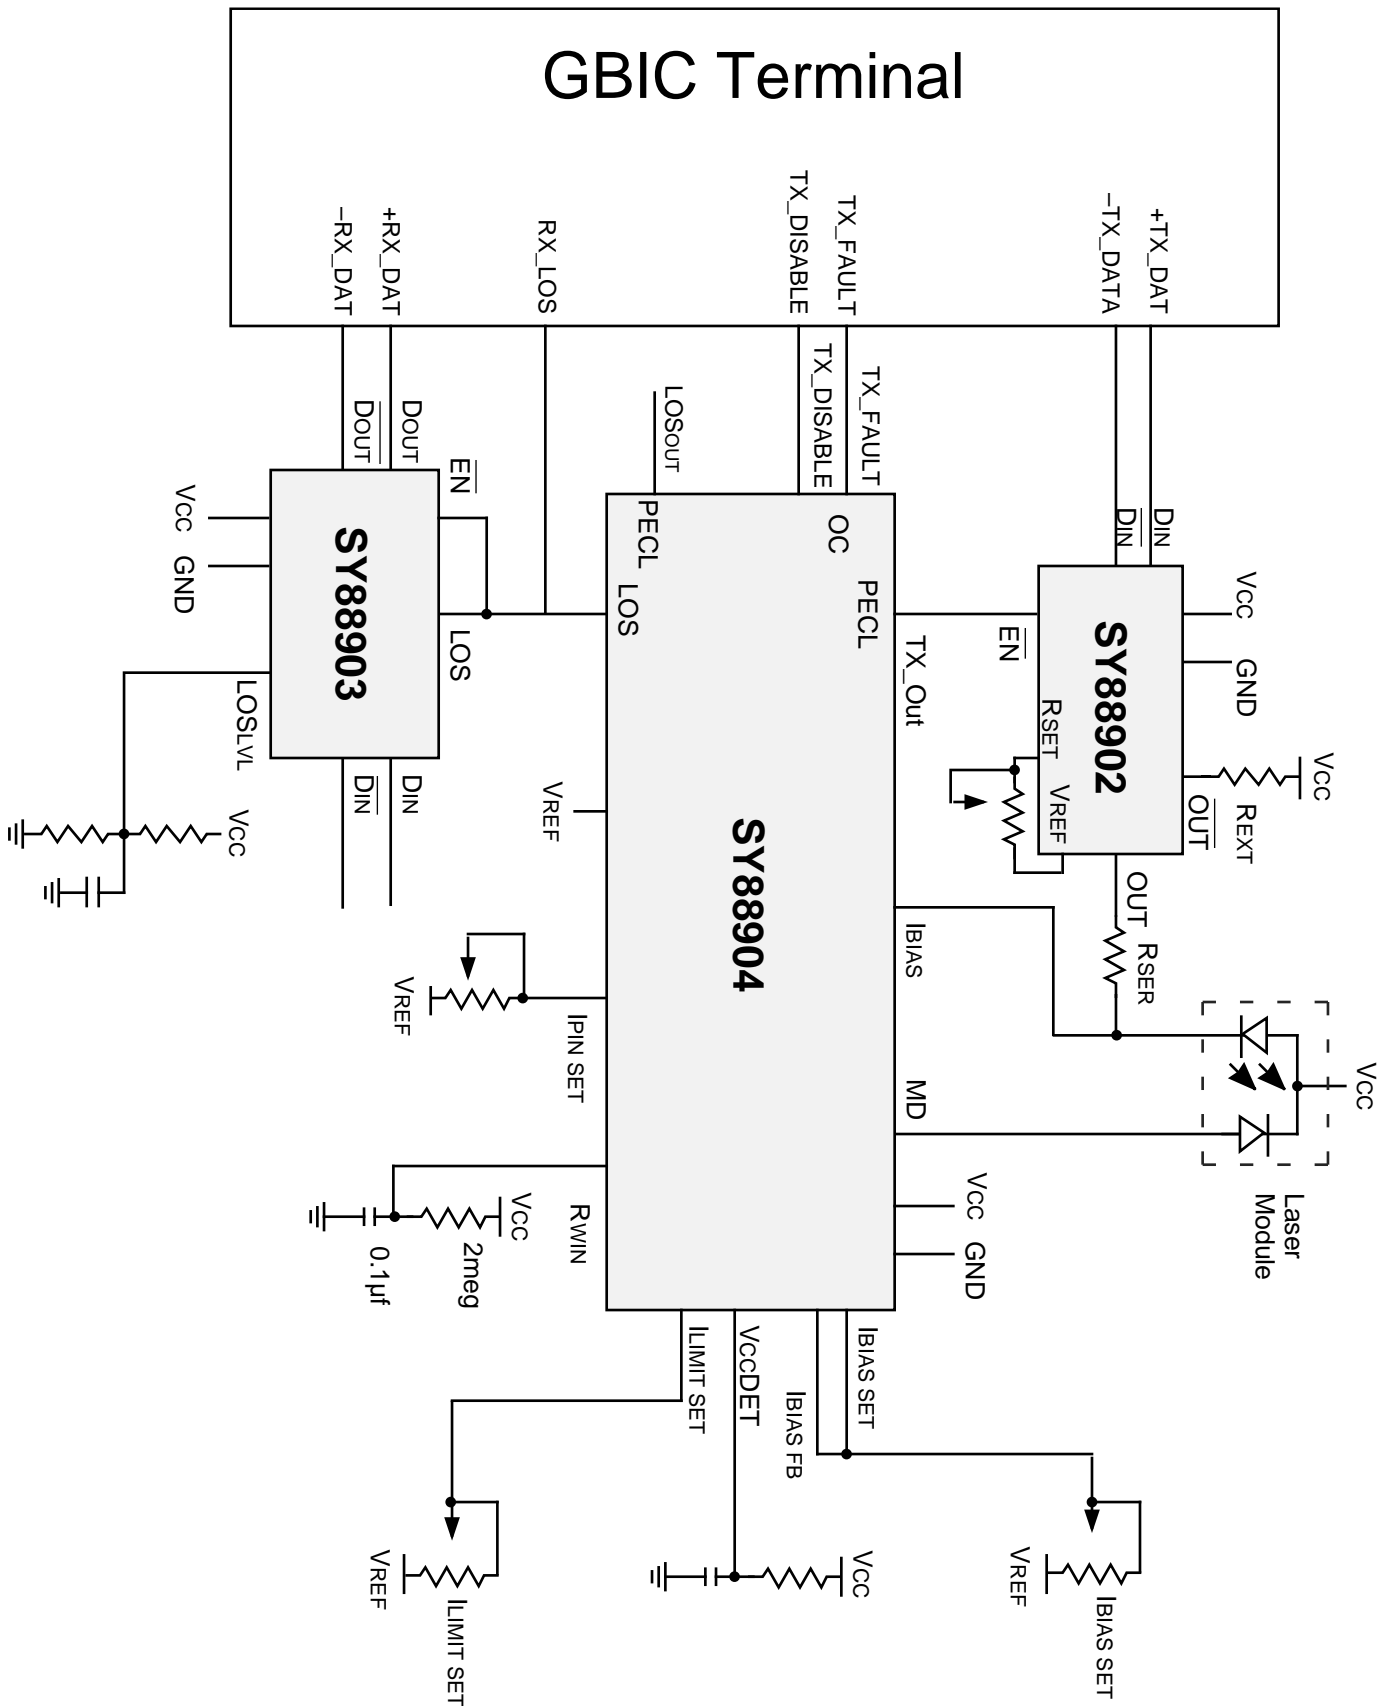 GBIC Terminal
–RX_DAT
+RX_DAT
RX_LOS
TX_DISABLE
TX_FAULT
–TX_DATA
+TX_DAT
DOUT
DOUT
EN
LOSOUT
TX_DISABLE
TX_FAULT
DIN
DIN
VCC
GND
SY88903
LOS
LOSLVL
DIN
DIN
VCC
PECL
LOS
OC
PECL
TX_Out
SY88904
VREF
IPIN SET
VREF
RWIN
VCC
2meg
0.1µf
EN
RSET
VREF
SY88902
VCC
GND
VCC
REXT
OUT
OUT
RSER
IBIAS
MD
VCC
GND
VCC
Laser
Module
ILIMIT SET
VCCDET
IBIAS FB
IBIAS SET
VREF
ILIMIT SET
VCC
VREF
IBIAS SET